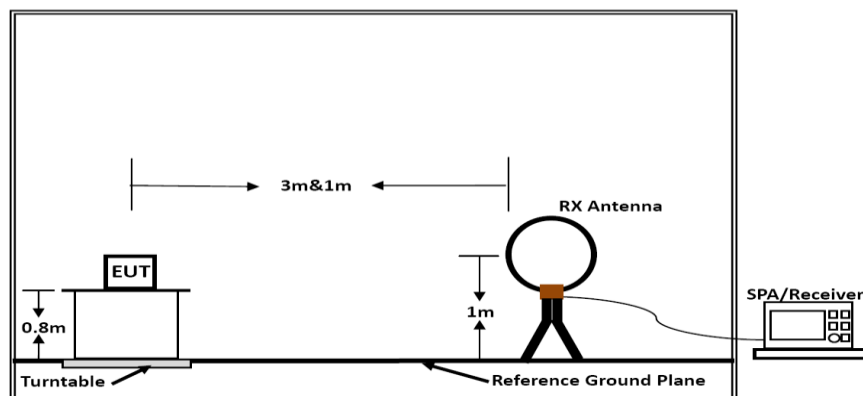 3m&1m
RX Antenna
EUT
SPA/Receiver
0.8m
1m
Turntable
Reference Ground Plane